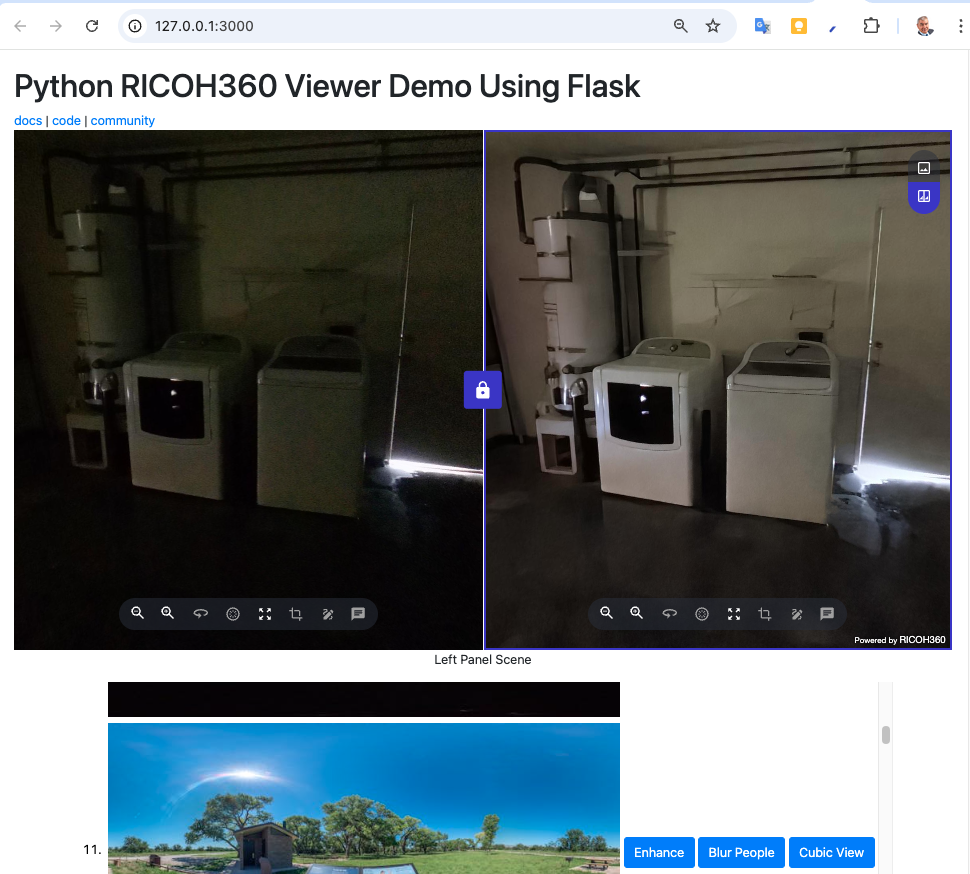 127.0.0.1:3000
Python RICOH360 Viewer Demo Using Flask
docs | code | community
Powered by RICOH360
Left Panel Scene
11.
Enhance Blur People Cubic View